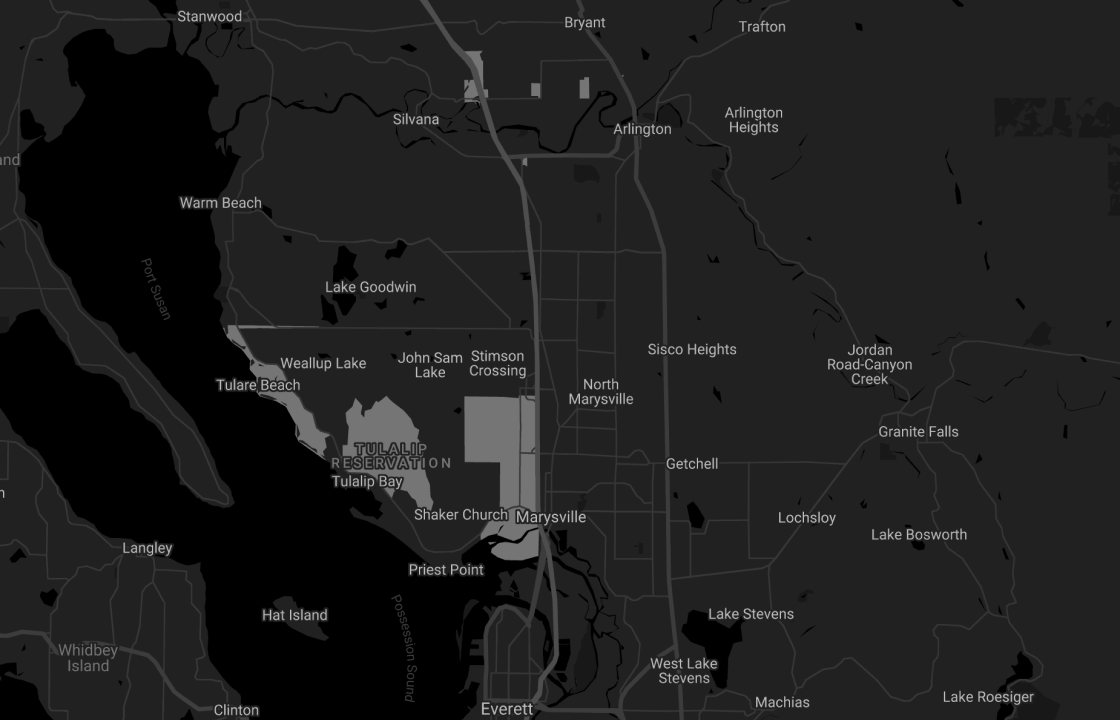 Stanwood
Bryant
Trafton
Silvana
Arlington
Arlington
Heights
and
Warm Beach
Port Susan
Lake Goodwin
Weallup Lake
John Sam
Lake
Stimson
Crossing
Sisco Heights
Jordan
Road-Canyon
Creek
Tulare Beach
North
Marysville
Granite Falls
TULALIP
RESERVATION
Getchell
Tulalip Bay
n
Shaker Church
Marysville
Lochsloy
Lake Bosworth
Langley
Priest Point
Hat Island
Possession Sound
Lake Stevens
Whidbey
Island
West Lake
Stevens
Clinton
Everett
Machias
Lake Roesiger